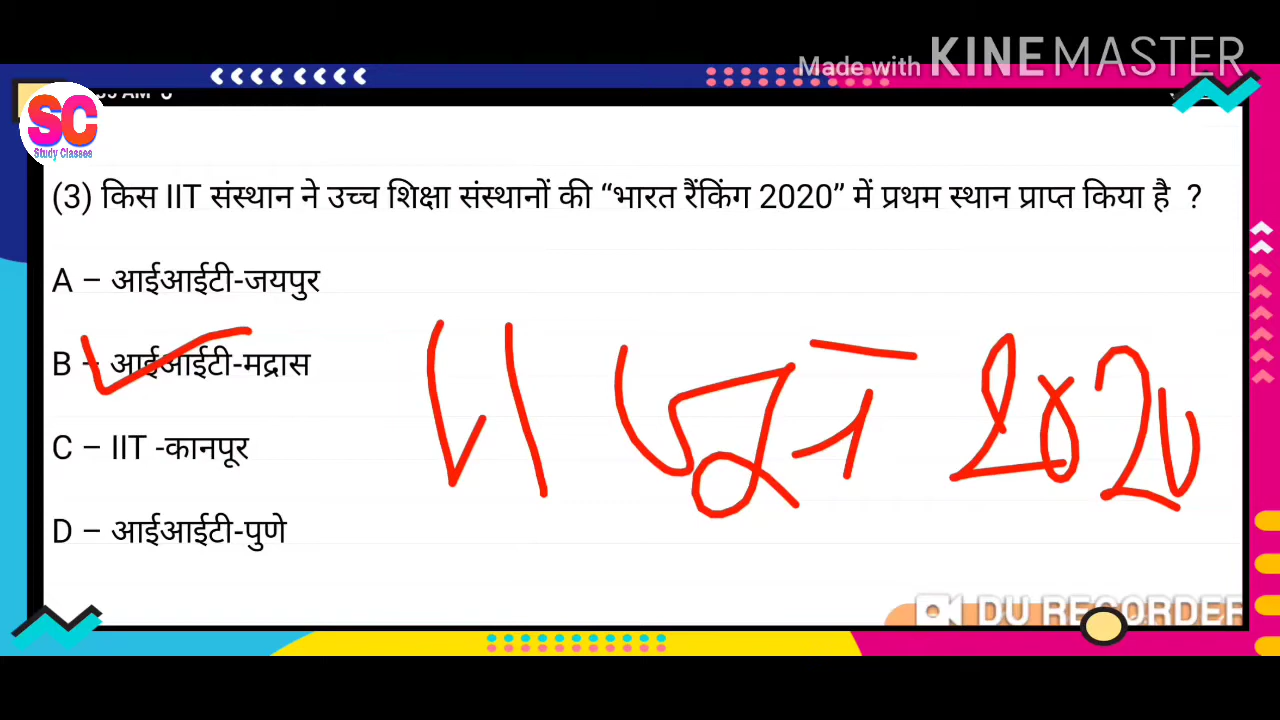 Made with KINEMASTER
SC
Study Classes
(3) किस IIT संस्थान ने उच्च शिक्षा संस्थानों की “भारत रैंकिंग 2020” में प्रथम स्थान प्राप्त किया है ?
A – आईआईटी-जयपुर
B – आईआईटी-मद्रास
11 जून 2020
C – IIT -कानपूर
D – आईआईटी-पुणे
DU RECORDER